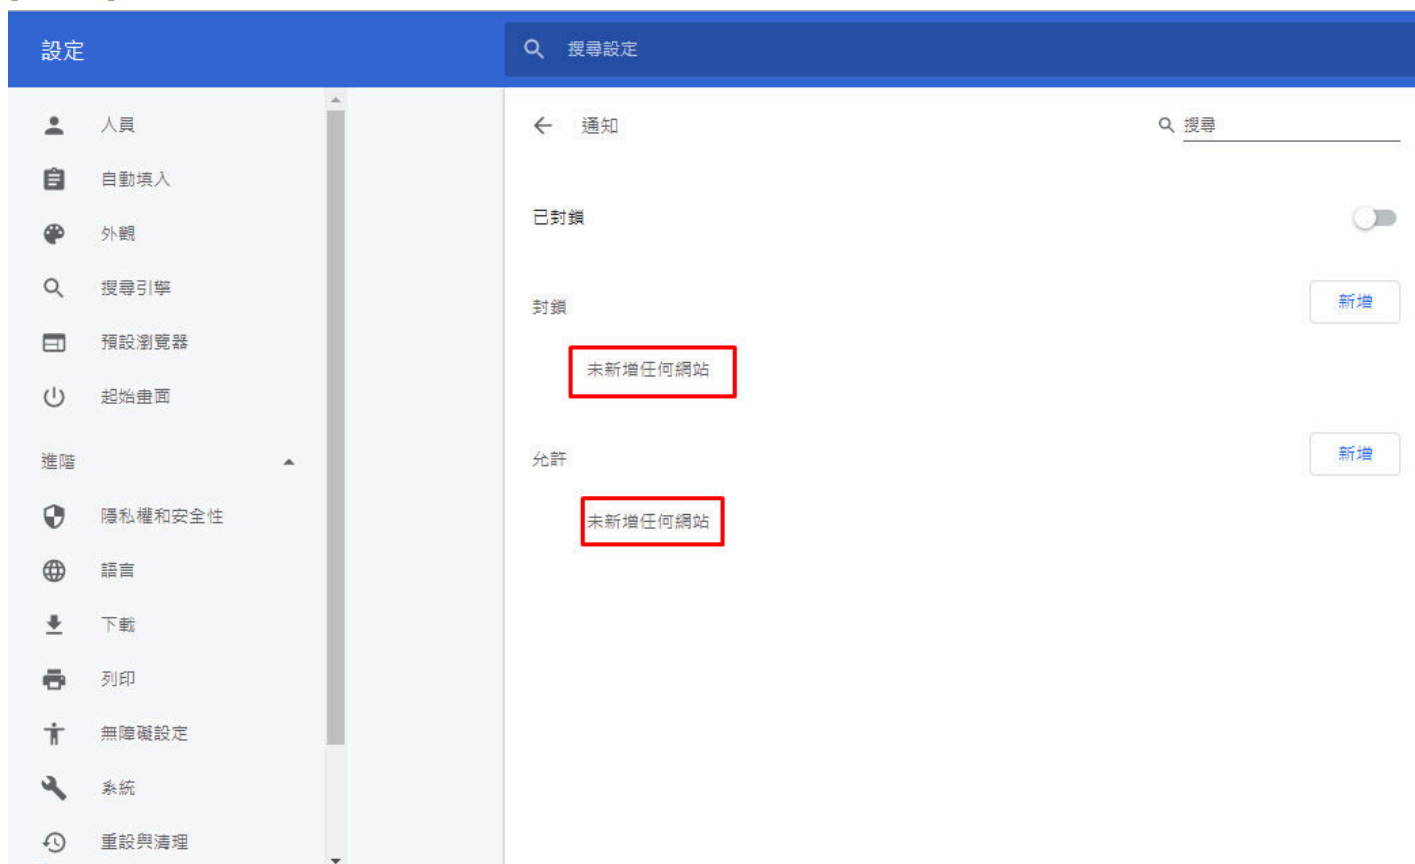 設定
搜尋設定
人員
自動填入
外觀
搜尋引擎
預設瀏覽器
起始畫面
進階
隱私權和安全性
語言
下載
列印
無障礙設定
系統
重設與清理
通知
搜尋
已封鎖
封鎖
新增
未新增任何網站
允許
新增
未新增任何網站